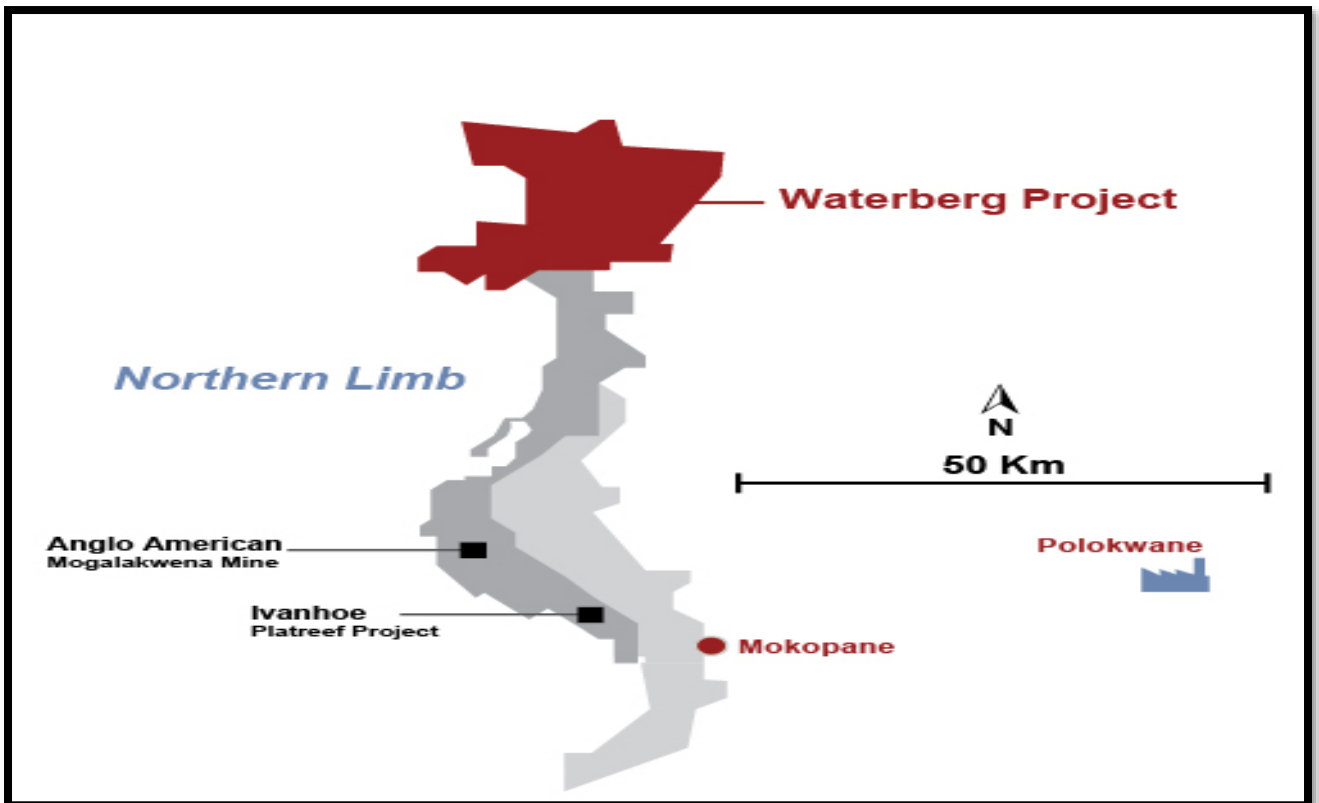 Waterberg Project
Northern Limb
N
50 Km
Anglo American
Mogalakwena Mine
Polokwane
Ivanhoe
Platreef Project
Mokopane